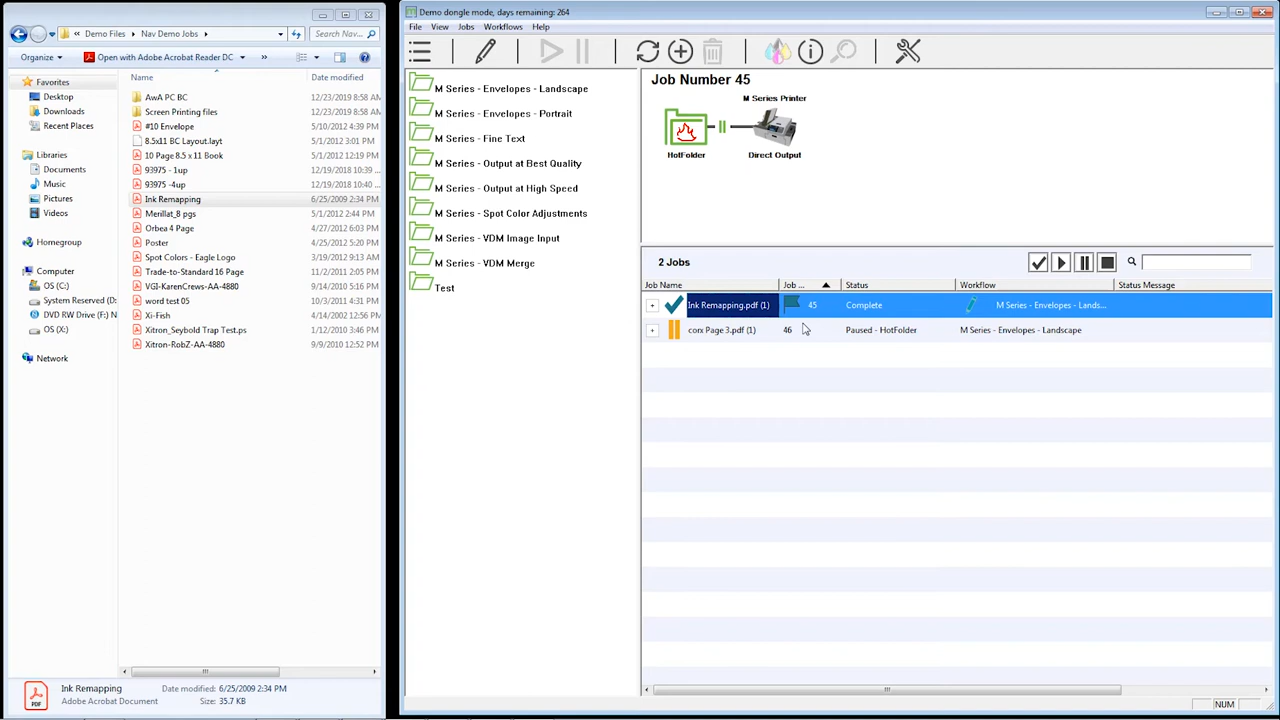 Demo Files
Nav Demo Jobs
Search Nav...
Organize
Open with Adobe Acrobat Reader DC
»
Favorites
Desktop
Downloads
Recent Places
Libraries
Documents
Music
Pictures
Videos
Homegroup
Computer
OS (C:)
System Reserved (D:
DVD RW Drive (F:)
OS (X:)
Network
Name
Date modified
AwA PC BC
12/23/2019 8:58 AM
Screen Printing files
12/23/2019 8:58 AM
#10 Envelope
5/10/2012 4:39 PM
8.5x11 BC Layout.layt
5/1/2012 3:01 PM
10 Page 8.5 x 11 Book
5/1/2012 12:19 PM
93975 - 1up
12/19/2018 10:39
93975 -4up
12/19/2018 10:40
Ink Remapping
6/25/2009 2:34 PM
Merillat_8 pgs
5/1/2012 2:44 PM
Orbea 4 Page
4/27/2012 6:03 PM
Poster
4/25/2012 5:20 PM
Spot Colors - Eagle Logo
3/19/2012 9:13 AM
Trade-to-Standard 16 Page
11/2/2011 2:05 PM
VGI-KarenCrews-AA-4880
9/24/2010 5:16 PM
word test 05
10/3/2011 4:31 PM
Xi-Fish
4/14/2002 12:56 PM
Xitron_Seybold Trap Test.ps
1/12/2010 3:46 PM
Xitron-RobZ-AA-4880
9/9/2010 12:52 PM
Ink Remapping
Date modified: 6/25/2009 2:34 PM
Adobe Acrobat Document
Size: 35.7 KB
PDF
Demo dongle mode, days remaining: 264
File View Jobs Workflows Help
M Series - Envelopes - Landscape
M Series - Envelopes - Portrait
M Series - Fine Text
M Series - Output at Best Quality
M Series - Output at High Speed
M Series - Spot Color Adjustments
M Series - VDM Image Input
M Series - VDM Merge
Test
Job Number 45
M Series Printer
HotFolder
Direct Output
2 Jobs
Job Name Job ... Status Workflow Status Message
Ink Remapping.pdf (1) 45 Complete M Series - Envelopes - Lands...
corx Page 3.pdf (1) 46 Paused - HotFolder M Series - Envelopes - Landscape
NUM